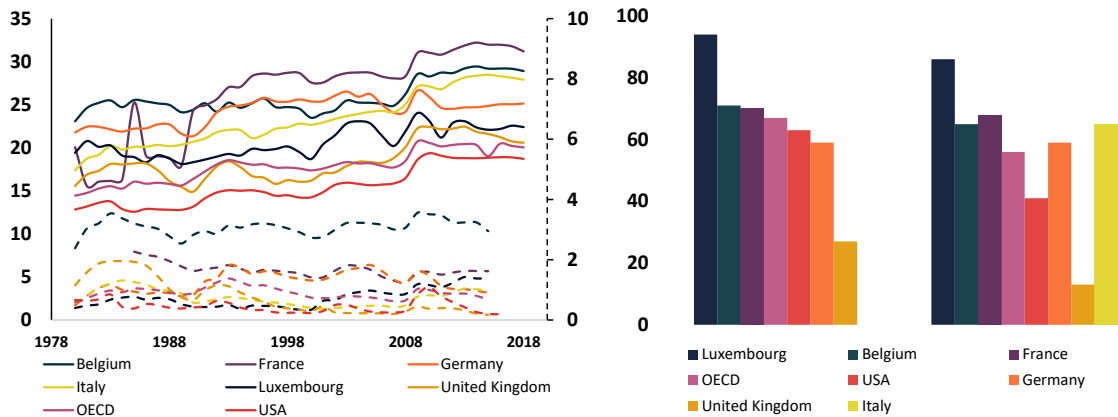 35
30
25
20
15
10
5
0
10
8
6
4
2
0
1978
1988
1998
2008
2018
Belgium
France
Germany
Italy
Luxembourg
United Kingdom
OECD
USA
100
80
60
40
20
0
Luxembourg
Belgium
France
OECD
USA
Germany
United Kingdom
Italy